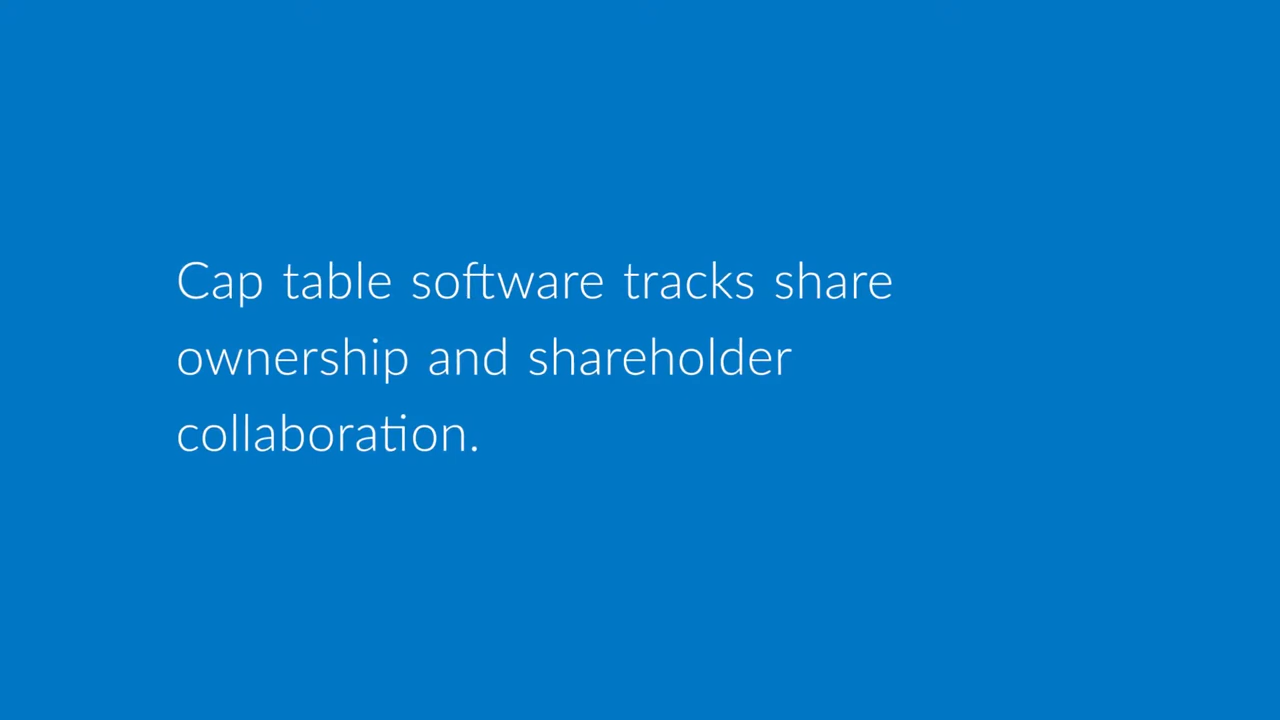 Cap table software tracks share
ownership and shareholder
collaboration.